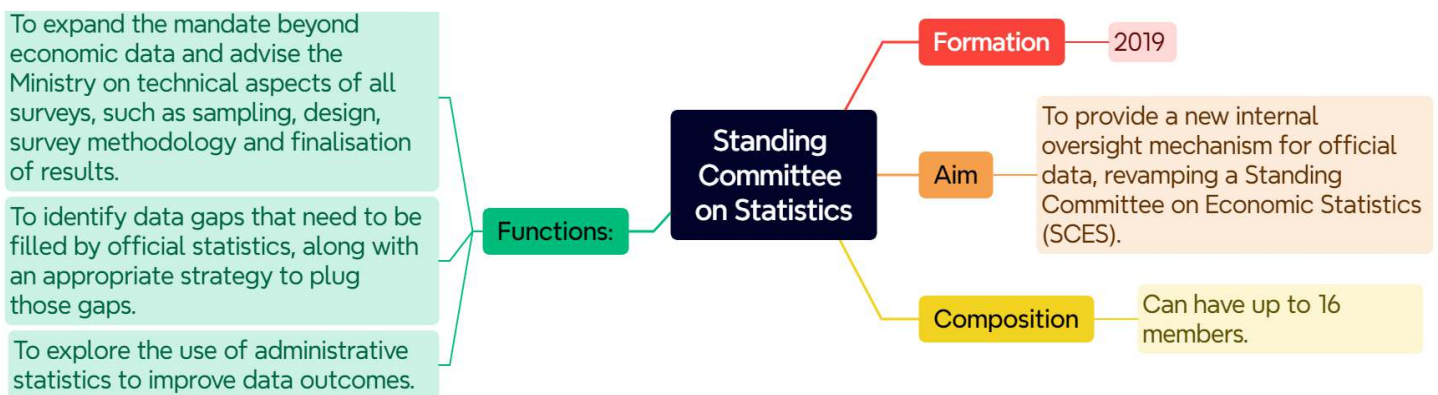 To expand the mandate beyond
economic data and advise the
Ministry on technical aspects of all
surveys, such as sampling, design,
survey methodology and finalisation
of results.
To identify data gaps that need to be
filled by official statistics, along with
an appropriate strategy to plug
those gaps.
To explore the use of administrative
statistics to improve data outcomes.
Functions:
Standing
Committee
on Statistics
Formation
2019
Aim
To provide a new internal
oversight mechanism for official
data, revamping a Standing
Committee on Economic Statistics
(SCES).
Composition
Can have up to 16
members.